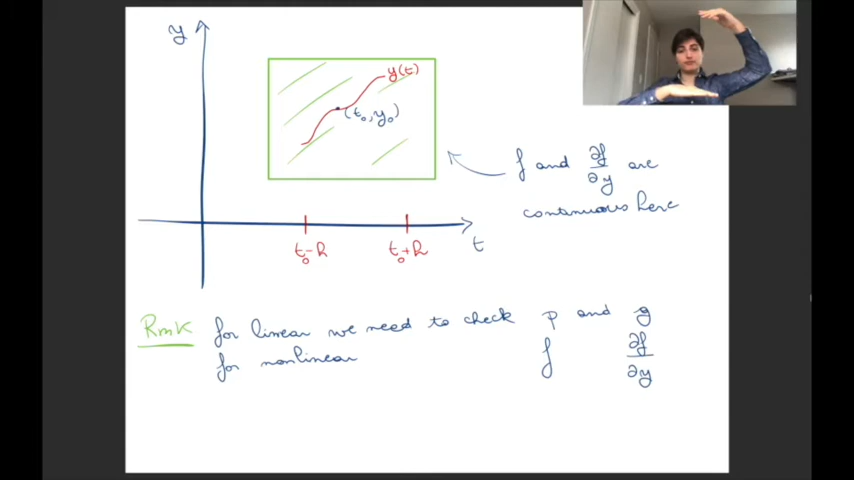 y
y(t)
(t₀,y₀)
f and ∂f/∂y are
continuous here
t₀-h
t₀+h
t
Rmk for linear we need to check p and g
for nonlinear f ∂f/∂y